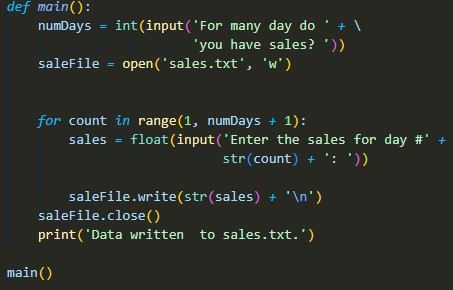 def main():
    numDays = int(input('For many day do ' + \
                        'you have sales? '))
    saleFile = open('sales.txt', 'w')
    for count in range(1, numDays + 1):
        sales = float(input('Enter the sales for day #' +
                            str(count) + ': '))
        saleFile.write(str(sales) + '\n')
    saleFile.close()
    print('Data written  to sales.txt.')
main()